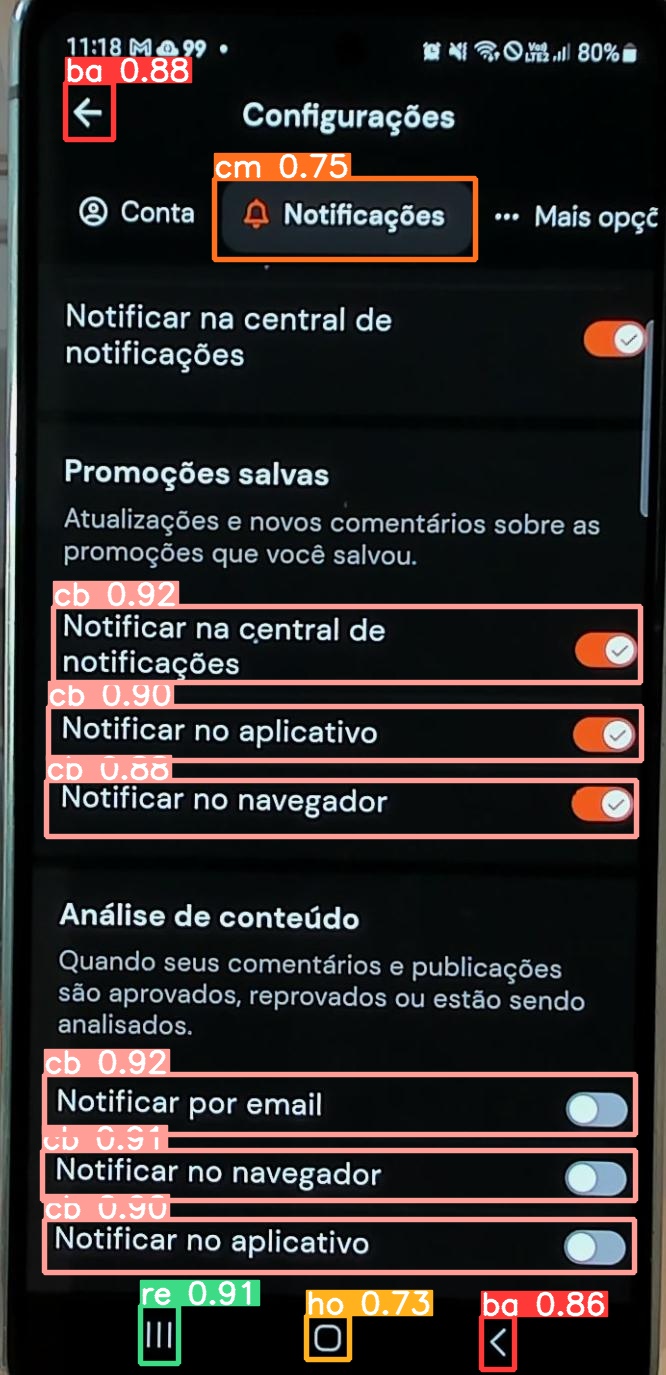 11:18 99
80%
ba 0.88
Configurações
cm 0.75
Conta
Notificações
Mais opçõ
Notificar na central de
notificações
Promoções salvas
Atualizações e novos comentários sobre as
promoções que você salvou.
cb 0.92
Notificar na central de
notificações
cb 0.90
Notificar no aplicativo
cb 0.88
Notificar no navegador
Análise de conteúdo
Quando seus comentários e publicações
são aprovados, reprovados ou estão sendo
analisados.
cb 0.92
Notificar por email
cb 0.91
Notificar no navegador
cb 0.90
Notificar no aplicativo
re 0.91
ho 0.73
ba 0.86